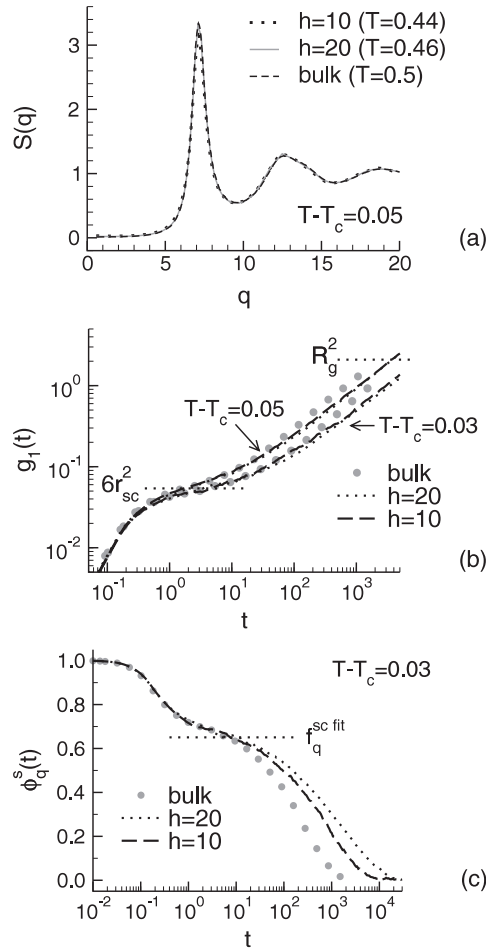 h=10 (T=0.44)
h=20 (T=0.46)
bulk (T=0.5)
S(q)
3
2
1
0
T-T_c=0.05
0 5 10 15 20
q
(a)
R_g^2
10^0
T-T_c=0.05
T-T_c=0.03
g_1(t)
10^-1
6r_sc^2
bulk
h=20
h=10
10^-2
10^-1 10^0 10^1 10^2 10^3
t
(b)
1.0
T-T_c=0.03
0.8
f_q^sc fit
0.6
ϕ_q^s(t)
0.4
bulk
h=20
h=10
0.2
0.0
10^-2 10^-1 10^0 10^1 10^2 10^3 10^4
t
(c)